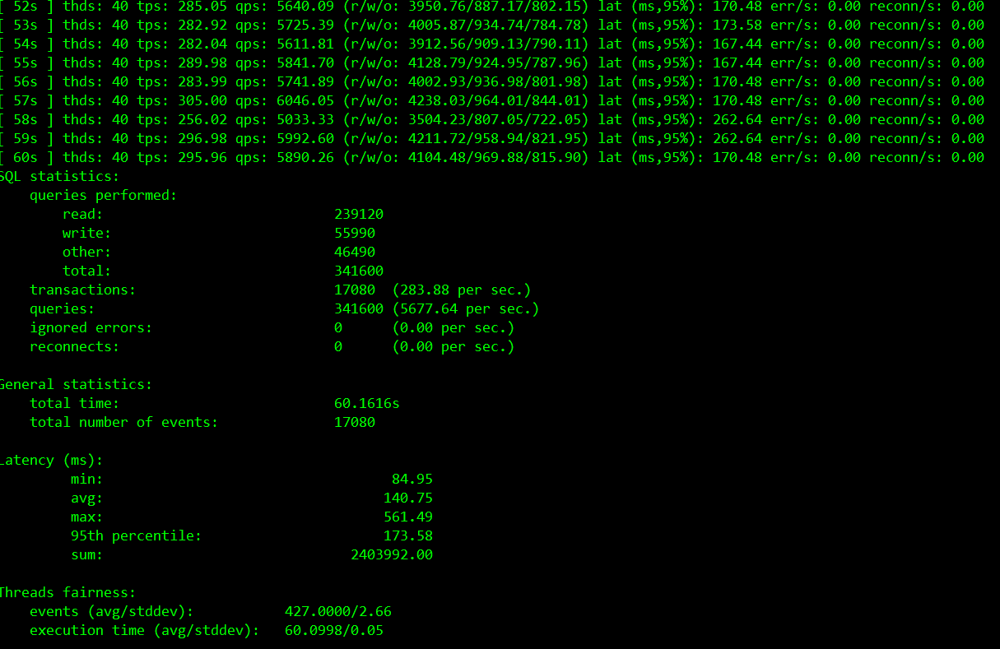 [ 52s ] thds: 40 tps: 285.05 qps: 5640.09 (r/w/o: 3950.76/887.17/802.15) lat (ms,95%): 170.48 err/s: 0.00 reconn/s: 0.00
[ 53s ] thds: 40 tps: 282.92 qps: 5725.39 (r/w/o: 4005.87/934.74/784.78) lat (ms,95%): 173.58 err/s: 0.00 reconn/s: 0.00
[ 54s ] thds: 40 tps: 282.04 qps: 5611.81 (r/w/o: 3912.56/909.13/790.11) lat (ms,95%): 167.44 err/s: 0.00 reconn/s: 0.00
[ 55s ] thds: 40 tps: 289.98 qps: 5841.70 (r/w/o: 4128.79/924.95/787.96) lat (ms,95%): 167.44 err/s: 0.00 reconn/s: 0.00
[ 56s ] thds: 40 tps: 283.99 qps: 5741.89 (r/w/o: 4002.93/936.98/801.98) lat (ms,95%): 170.48 err/s: 0.00 reconn/s: 0.00
[ 57s ] thds: 40 tps: 305.00 qps: 6046.05 (r/w/o: 4238.03/964.01/844.01) lat (ms,95%): 170.48 err/s: 0.00 reconn/s: 0.00
[ 58s ] thds: 40 tps: 256.02 qps: 5033.33 (r/w/o: 3504.23/807.05/722.05) lat (ms,95%): 262.64 err/s: 0.00 reconn/s: 0.00
[ 59s ] thds: 40 tps: 296.98 qps: 5992.60 (r/w/o: 4211.72/958.94/821.95) lat (ms,95%): 262.64 err/s: 0.00 reconn/s: 0.00
[ 60s ] thds: 40 tps: 295.96 qps: 5890.26 (r/w/o: 4104.48/969.88/815.90) lat (ms,95%): 170.48 err/s: 0.00 reconn/s: 0.00
SQL statistics:
queries performed:
read: 239120
write: 55990
other: 46490
total: 341600
transactions: 17080 (283.88 per sec.)
queries: 341600 (5677.64 per sec.)
ignored errors: 0 (0.00 per sec.)
reconnects: 0 (0.00 per sec.)
General statistics:
total time: 60.1616s
total number of events: 17080
Latency (ms):
min: 84.95
avg: 140.75
max: 561.49
95th percentile: 173.58
sum: 2403992.00
Threads fairness:
events (avg/stddev): 427.0000/2.66
execution time (avg/stddev): 60.0998/0.05